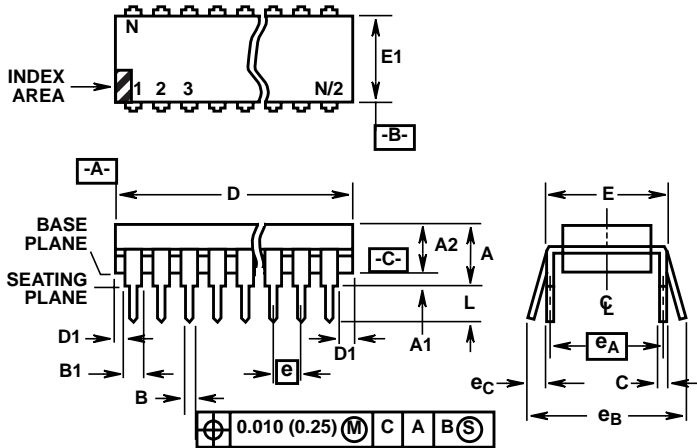 N
E1
INDEX
AREA
1 2 3 N/2
-B-
-A-
D
E
BASE
PLANE
-C-
A2
A
SEATING
PLANE
L
C L
D1
A1
D1
B1
e
eA
eC
C
B
eB
0.010 (0.25) M C A B S